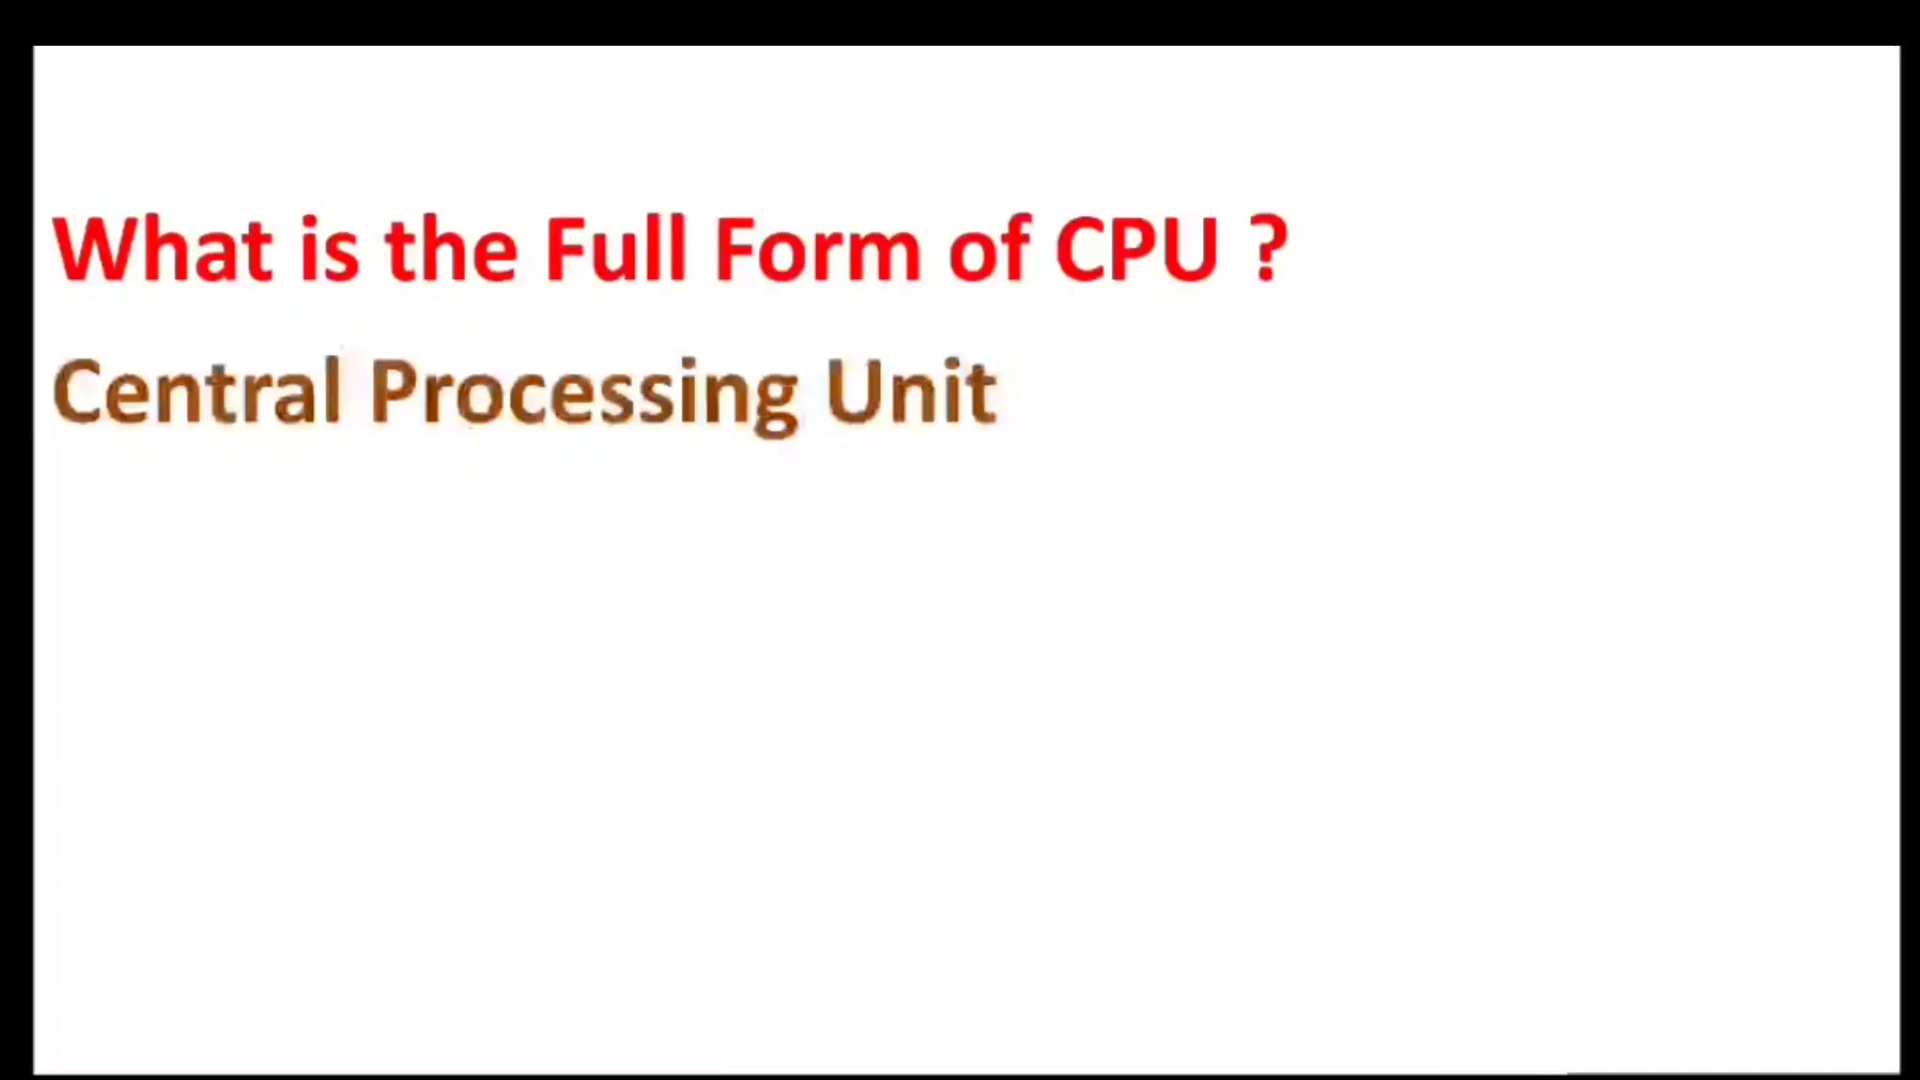 What is the Full Form of CPU ?
Central Processing Unit